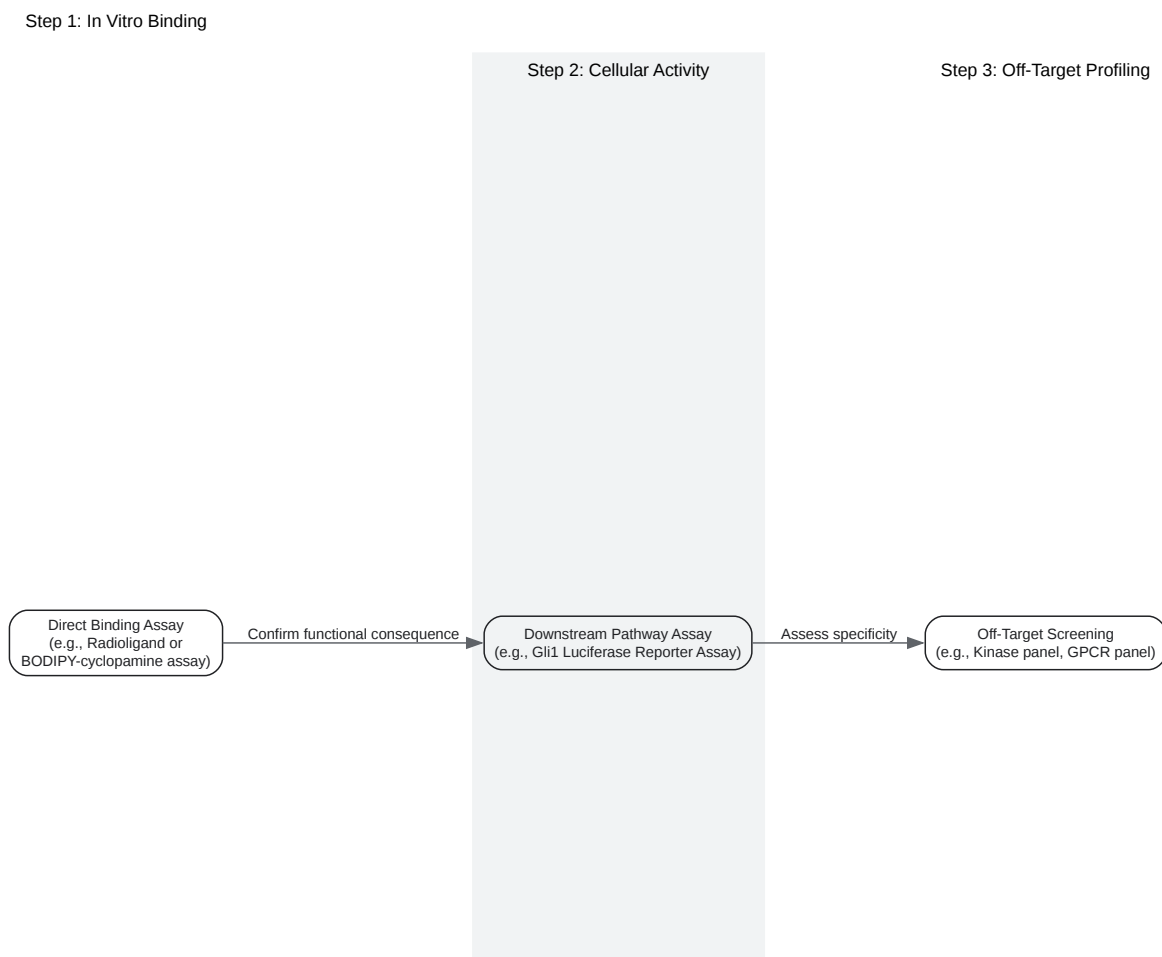 Step 1: In Vitro Binding
Step 2: Cellular Activity
Step 3: Off-Target Profiling
Direct Binding Assay
(e.g., Radioligand or
BODIPY-cyclopamine assay)
Confirm functional consequence
Downstream Pathway Assay
(e.g., Gli1 Luciferase Reporter Assay)
Assess specificity
Off-Target Screening
(e.g., Kinase panel, GPCR panel)